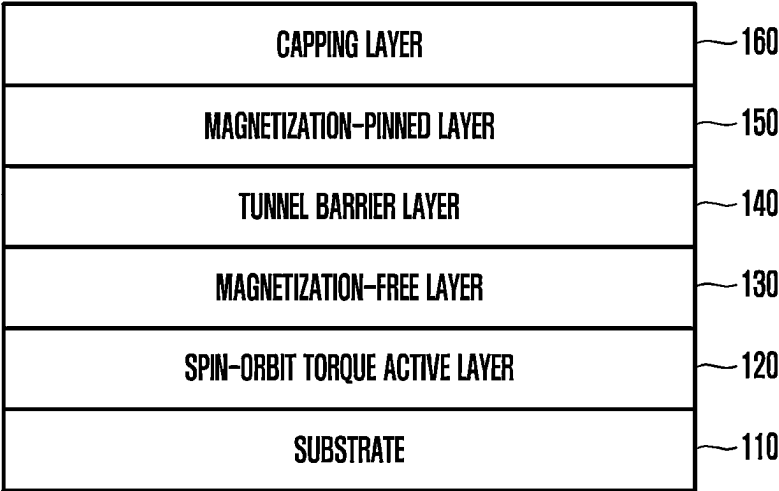 CAPPING LAYER 160
MAGNETIZATION-PINNED LAYER 150
TUNNEL BARRIER LAYER 140
MAGNETIZATION-FREE LAYER 130
SPIN-ORBIT TORQUE ACTIVE LAYER 120
SUBSTRATE 110